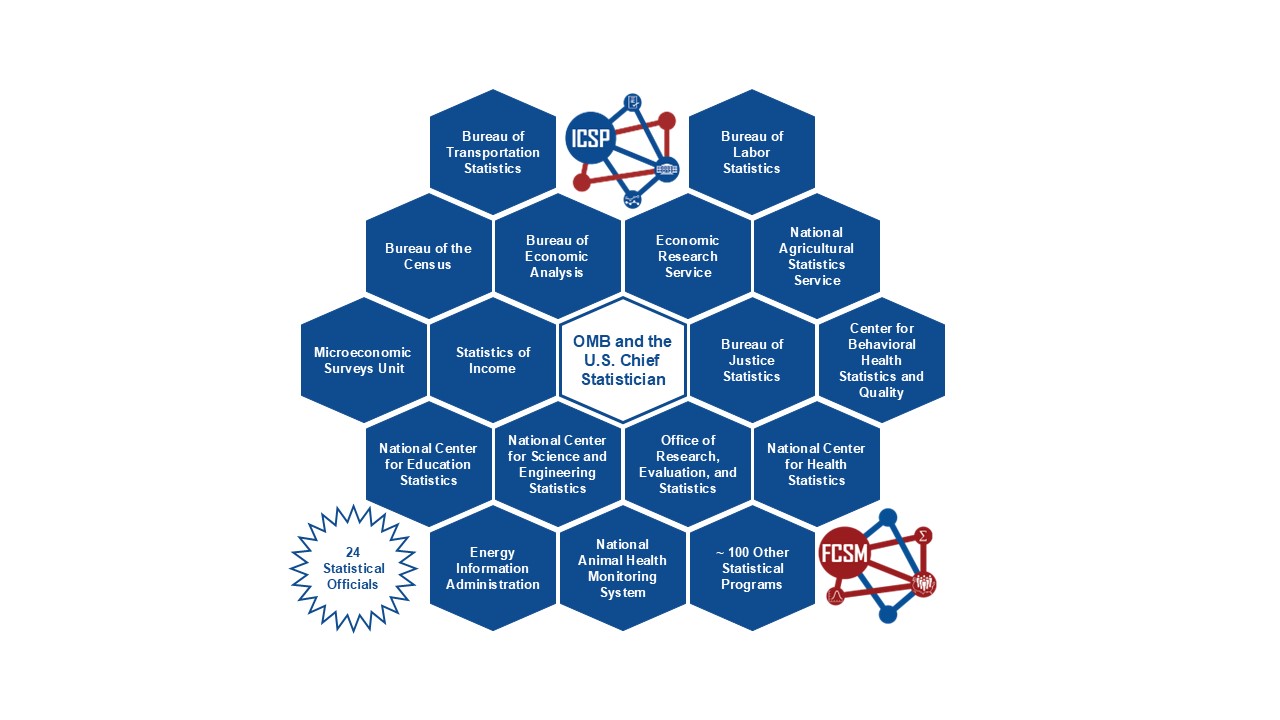 Bureau of
Transportation
Statistics
ICSP
Bureau of
Labor
Statistics
Bureau of the
Census
Bureau of
Economic
Analysis
Economic
Research
Service
National
Agricultural
Statistics
Service
Microeconomic
Surveys Unit
Statistics of
Income
OMB and the
U.S. Chief
Statistician
Bureau of
Justice
Statistics
Center for
Behavioral
Health
Statistics and
Quality
National Center
for Education
Statistics
National Center
for Science and
Engineering
Statistics
Office of
Research,
Evaluation, and
Statistics
National Center
for Health
Statistics
24
Statistical
Officials
Energy
Information
Administration
National
Animal Health
Monitoring
System
~ 100 Other
Statistical
Programs
FCSM
Σ